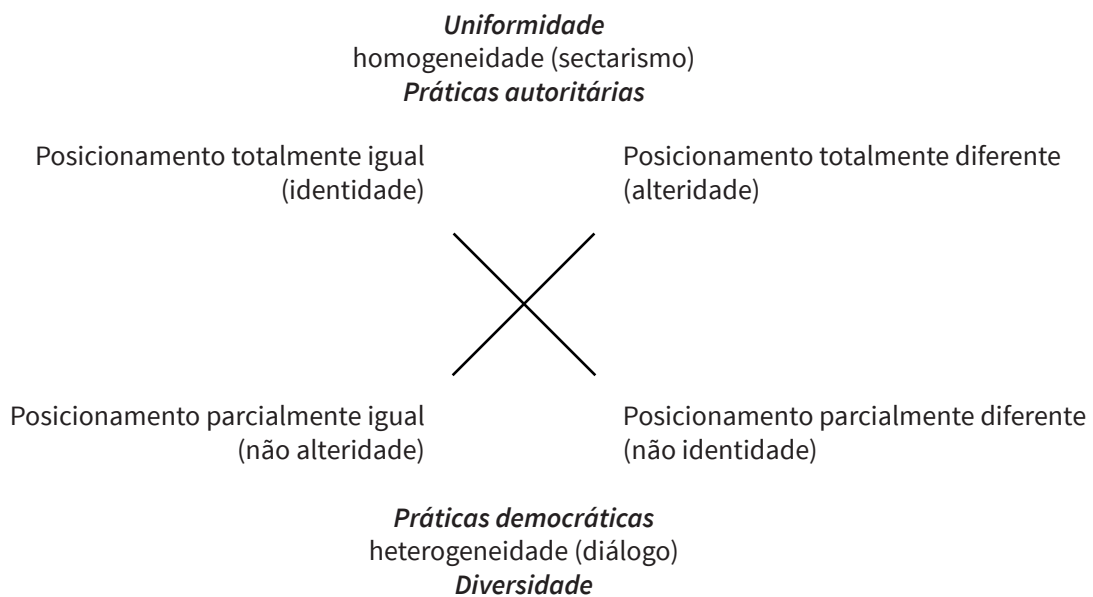 Uniformidade
homogeneidade (sectarismo)
Práticas autoritárias
Posicionamento totalmente igual
(identidade)
Posicionamento totalmente diferente
(alteridade)
Posicionamento parcialmente igual
(não alteridade)
Posicionamento parcialmente diferente
(não identidade)
Práticas democráticas
heterogeneidade (diálogo)
Diversidade